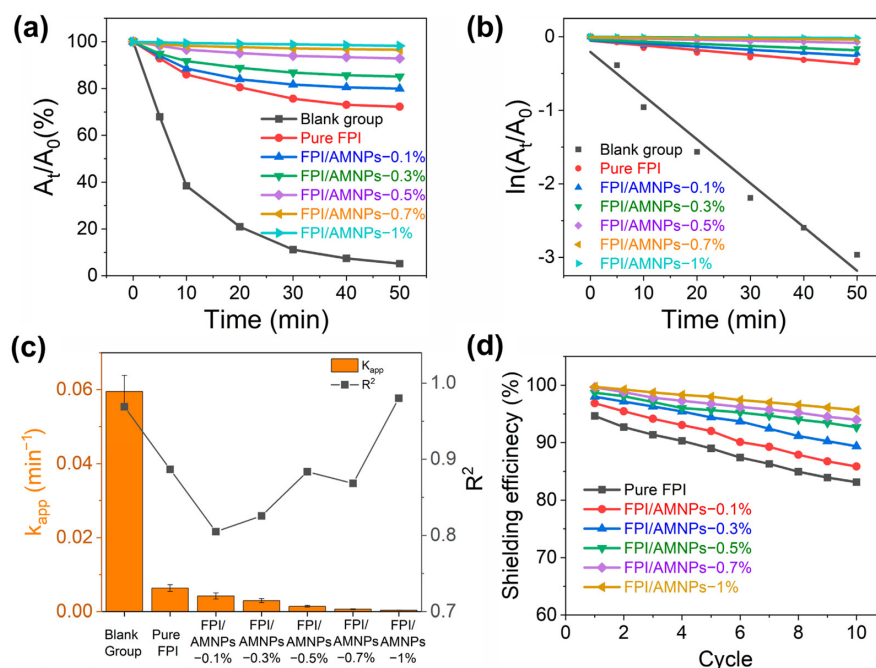 (a)
100
80
60
40
20
0
A_t/A_0(%)
Blank group
Pure FPI
FPI/AMNPs−0.1%
FPI/AMNPs−0.3%
FPI/AMNPs−0.5%
FPI/AMNPs−0.7%
FPI/AMNPs−1%
0 10 20 30 40 50
Time (min)
(b)
0
-1
-2
-3
ln(A_t/A_0)
Blank group
Pure FPI
FPI/AMNPs−0.1%
FPI/AMNPs−0.3%
FPI/AMNPs−0.5%
FPI/AMNPs−0.7%
FPI/AMNPs−1%
0 10 20 30 40 50
Time (min)
(c)
0.06
0.04
0.02
0.00
k_app (min⁻¹)
K_app
R²
1.0
0.9
0.8
0.7
R²
Blank Group
Pure FPI
FPI/ AMNPs −0.1%
FPI/ AMNPs −0.3%
FPI/ AMNPs −0.5%
FPI/ AMNPs −0.7%
FPI/ AMNPs −1%
(d)
100
90
80
70
60
Shielding efficinecy (%)
Pure FPI
FPI/AMNPs−0.1%
FPI/AMNPs−0.3%
FPI/AMNPs−0.5%
FPI/AMNPs−0.7%
FPI/AMNPs−1%
0 2 4 6 8 10
Cycle